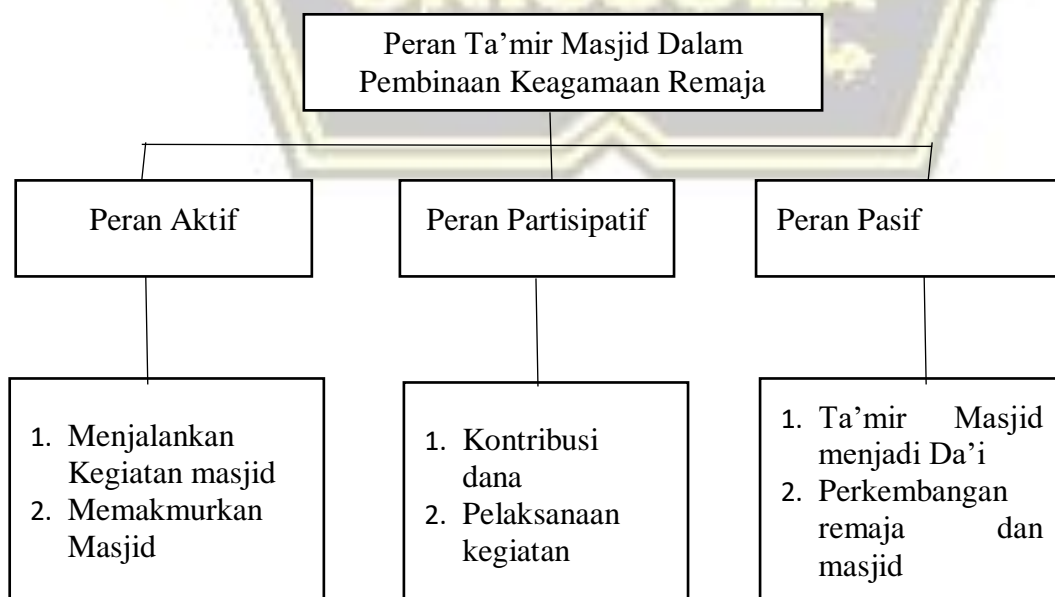 Peran Ta’mir Masjid Dalam
Pembinaan Keagamaan Remaja
Peran Aktif
Peran Partisipatif
Peran Pasif
1. Menjalankan
Kegiatan masjid
2. Memakmurkan
Masjid
1. Kontribusi
dana
2. Pelaksanaan
kegiatan
1. Ta’mir Masjid
menjadi Da’i
2. Perkembangan
remaja dan
masjid